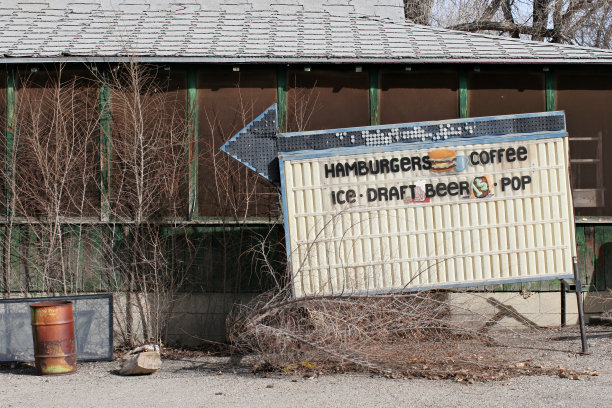 HAMBURGERS COFFEE
ICE · DRAFT BEER · POP